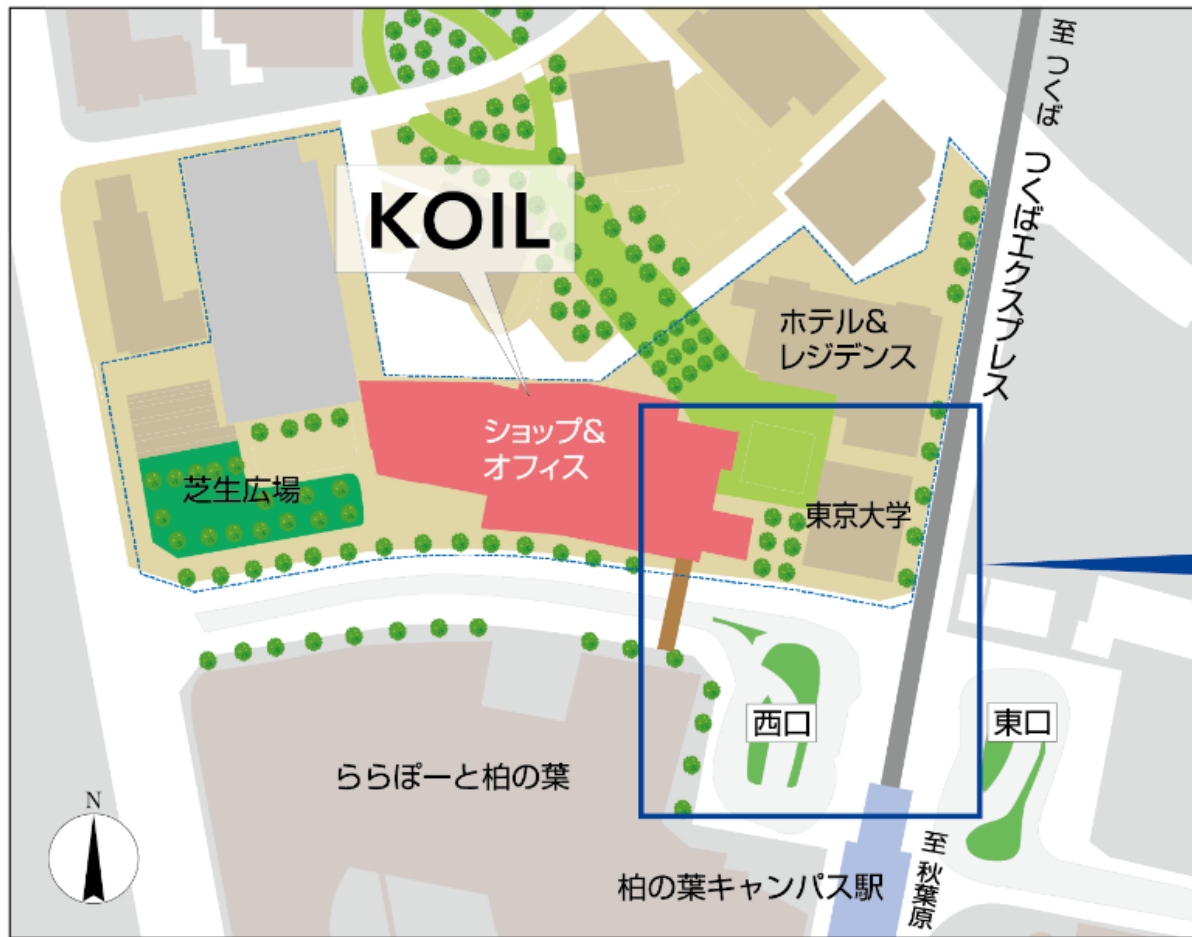 至 つくば
つくばエクスプレス
KOIL
ホテル&
レジデンス
ショップ&
オフィス
芝生広場
東京大学
西口
東口
ららぽーと柏の葉
N
至 秋葉原
柏の葉キャンパス駅